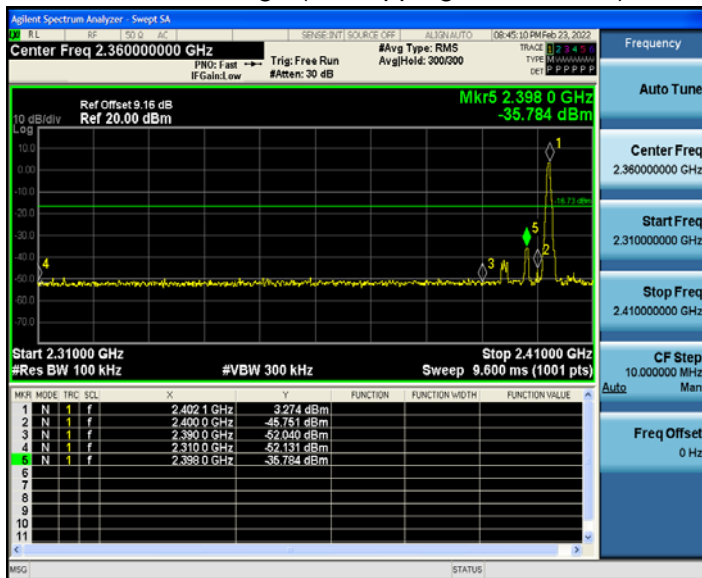 Agilent Spectrum Analyzer - Swept SA
RL RF 50 Ω AC SENSE:INT SOURCE OFF ALIGN AUTO 08:45:10 PM Feb 23, 2022
Center Freq 2.360000000 GHz
PNO: Fast
IFGain:Low
Trig: Free Run
#Atten: 30 dB
#Avg Type: RMS
Avg|Hold: 300/300
TRACE 1 2 3 4 5 6
TYPE M
DET P P P P P P
Ref Offset 9.16 dB
10 dB/div Ref 20.00 dBm
Log
Mkr5 2.398 0 GHz
-35.784 dBm
10.0
0.00
-10.0
-20.0
-30.0
-40.0
-50.0
-60.0
-70.0
1
-16.73 dBm
5
2
3
4
Start 2.31000 GHz Stop 2.41000 GHz
#Res BW 100 kHz #VBW 300 kHz Sweep 9.600 ms (1001 pts)
MKR MODE TRC SCL X Y FUNCTION FUNCTION WIDTH FUNCTION VALUE
1 N 1 f 2.402 1 GHz 3.274 dBm
2 N 1 f 2.400 0 GHz -45.751 dBm
3 N 1 f 2.390 0 GHz -52.040 dBm
4 N 1 f 2.310 0 GHz -52.131 dBm
5 N 1 f 2.398 0 GHz -35.784 dBm
6
7
8
9
10
11
MSG STATUS
Frequency
Auto Tune
Center Freq
2.360000000 GHz
Start Freq
2.310000000 GHz
Stop Freq
2.410000000 GHz
CF Step
10.000000 MHz
Auto Man
Freq Offset
0 Hz